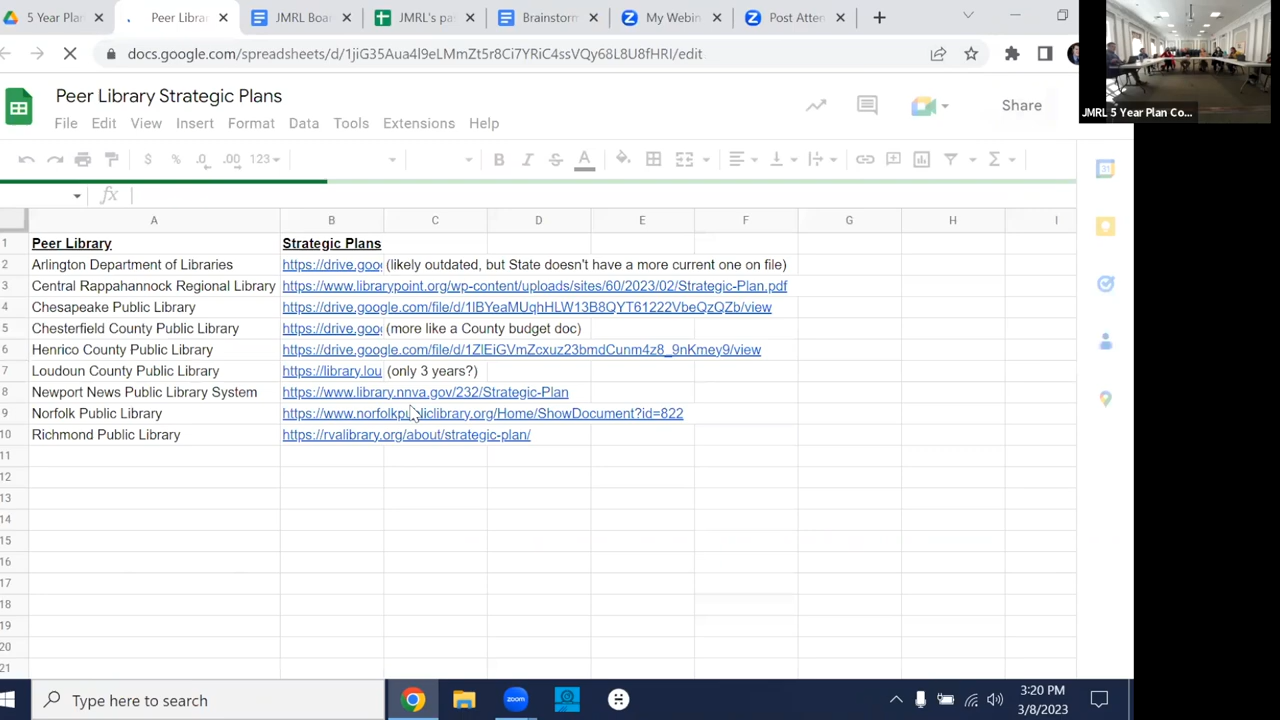 5 Year Plan
Peer Libra
JMRL Boar
JMRL's pa
Brainstorm
My Webin
Post Atten
docs.google.com/spreadsheets/d/1jiG35Aua4l9eLMmZt5r8Ci7YRiC4ssVQy68L8U8fHRI/edit
Peer Library Strategic Plans
Share
JMRL 5 Year Plan Co...
File Edit View Insert Format Data Tools Extensions Help
$ % .0 .00 123
fx
A B C D E F G H I
1 Peer Library Strategic Plans
2 Arlington Department of Libraries https://drive.goog (likely outdated, but State doesn't have a more current one on file)
3 Central Rappahannock Regional Library https://www.librarypoint.org/wp-content/uploads/sites/60/2023/02/Strategic-Plan.pdf
4 Chesapeake Public Library https://drive.google.com/file/d/1lBYeaMUqhHLW13B8QYT61222VbeQzQZb/view
5 Chesterfield County Public Library https://drive.goog (more like a County budget doc)
6 Henrico County Public Library https://drive.google.com/file/d/1ZlEiGVmZcxuz23bmdCunm4z8_9nKmey9/view
7 Loudoun County Public Library https://library.lou (only 3 years?)
8 Newport News Public Library System https://www.library.nnva.gov/232/Strategic-Plan
9 Norfolk Public Library https://www.norfolkpubliclibrary.org/Home/ShowDocument?id=822
10 Richmond Public Library https://rvalibrary.org/about/strategic-plan/
11
12
13
14
15
16
17
18
19
20
21
Type here to search
zoom
3:20 PM
3/8/2023